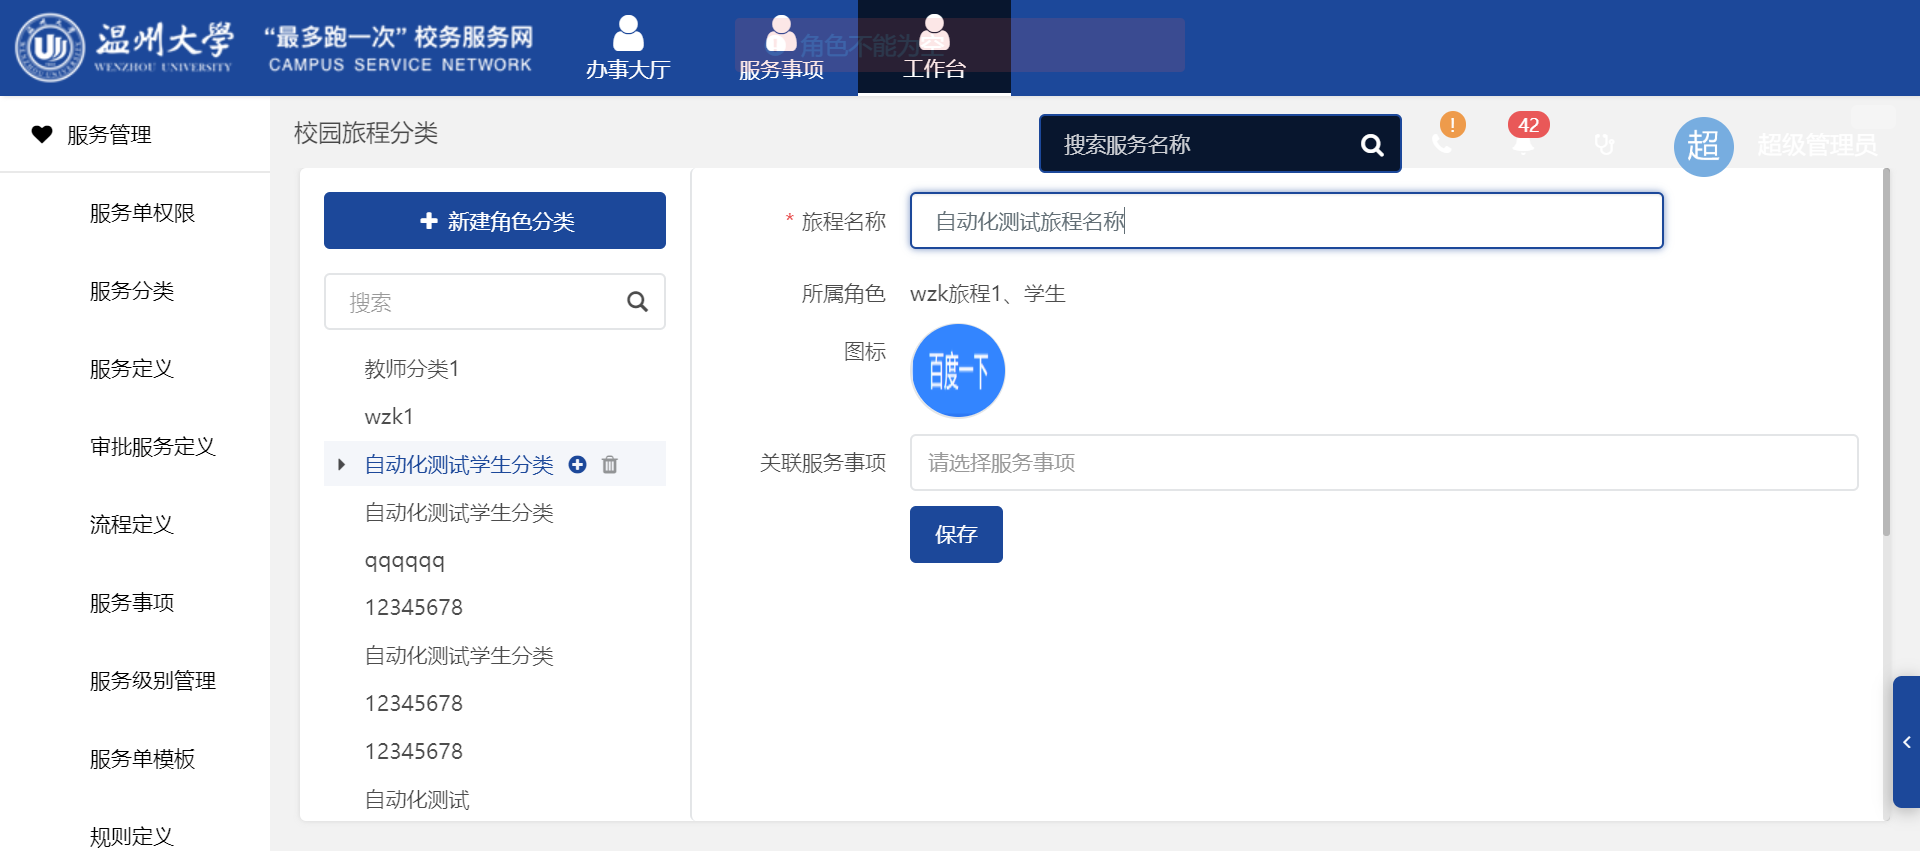 温州大学
WENZHOU UNIVERSITY
“最多跑一次” 校务服务网
CAMPUS SERVICE NETWORK
办事大厅
服务事项
工作台
角色不能为空
服务管理
校园旅程分类
搜索服务名称
!
42
超
超级管理员
服务单权限
服务分类
服务定义
审批服务定义
流程定义
服务事项
服务级别管理
服务单模板
规则定义
新建角色分类
搜索
教师分类1
wzk1
自动化测试学生分类
自动化测试学生分类
qqqqqq
12345678
自动化测试学生分类
12345678
12345678
自动化测试
* 旅程名称 自动化测试旅程名称
所属角色 wzk旅程1、学生
图标
百度一下
关联服务事项 请选择服务事项
保存